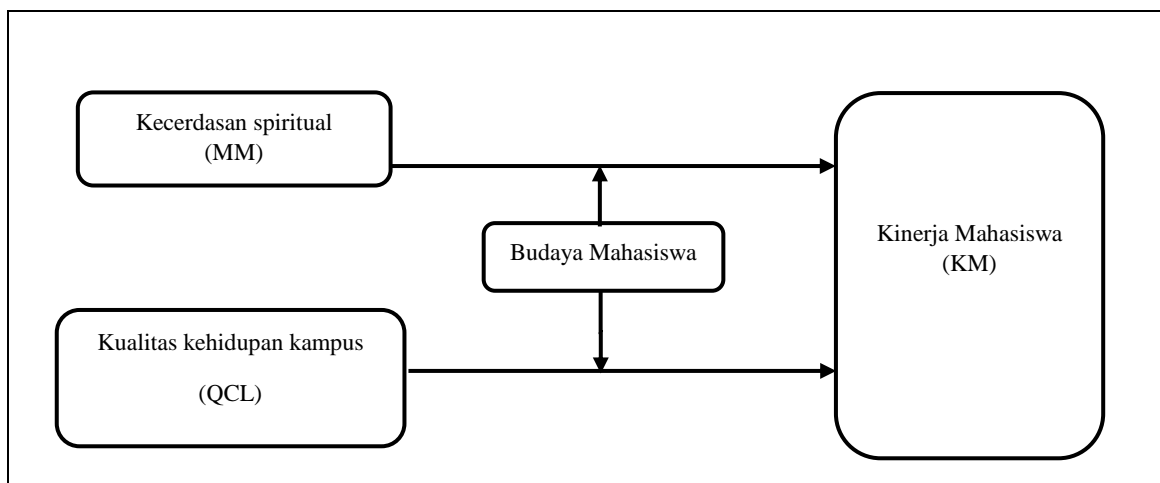 Kecerdasan spiritual
(MM)
Budaya Mahasiswa
Kualitas kehidupan kampus
(QCL)
Kinerja Mahasiswa
(KM)